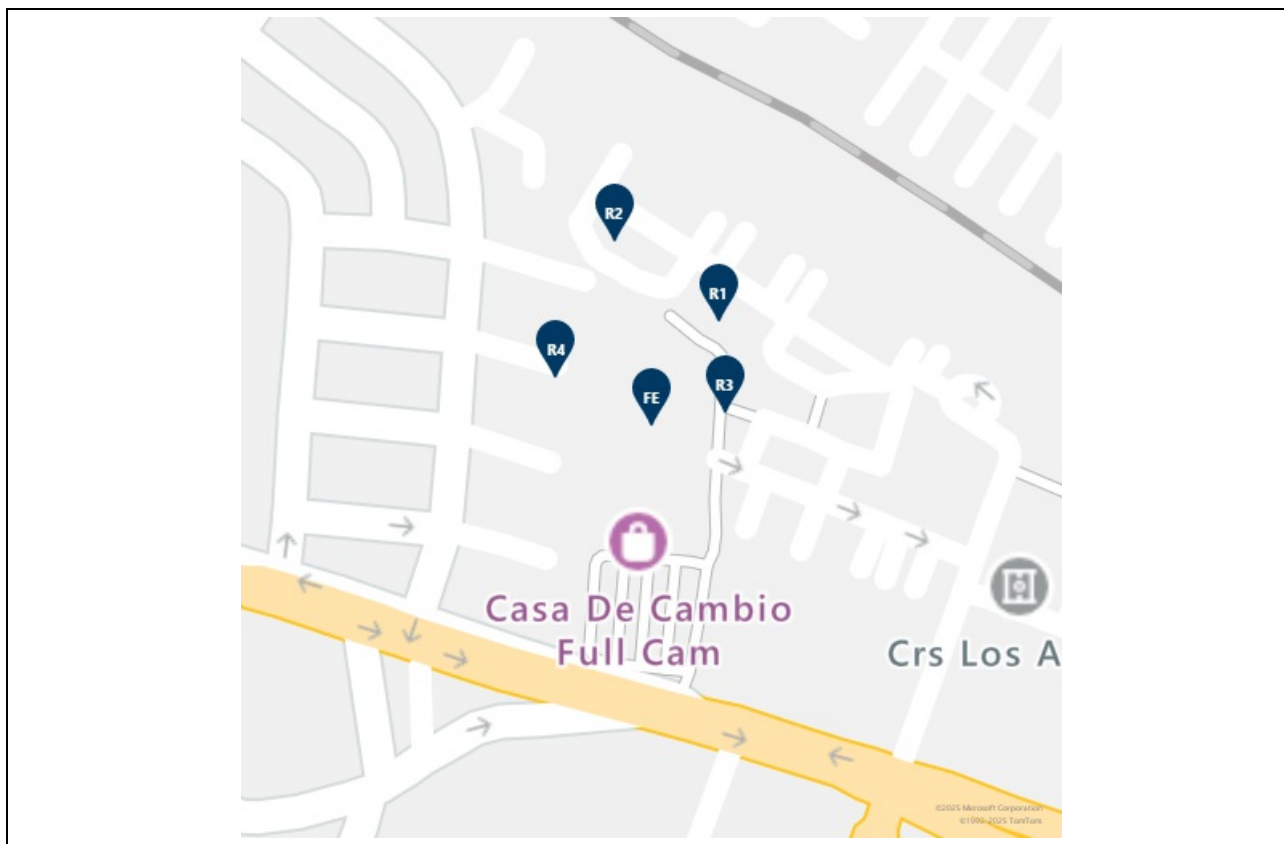 R2
R1
R4
R3
FE
Casa De Cambio
Full Cam
Crs Los A
©2025 Microsoft Corporation
©1992-2025 TomTom